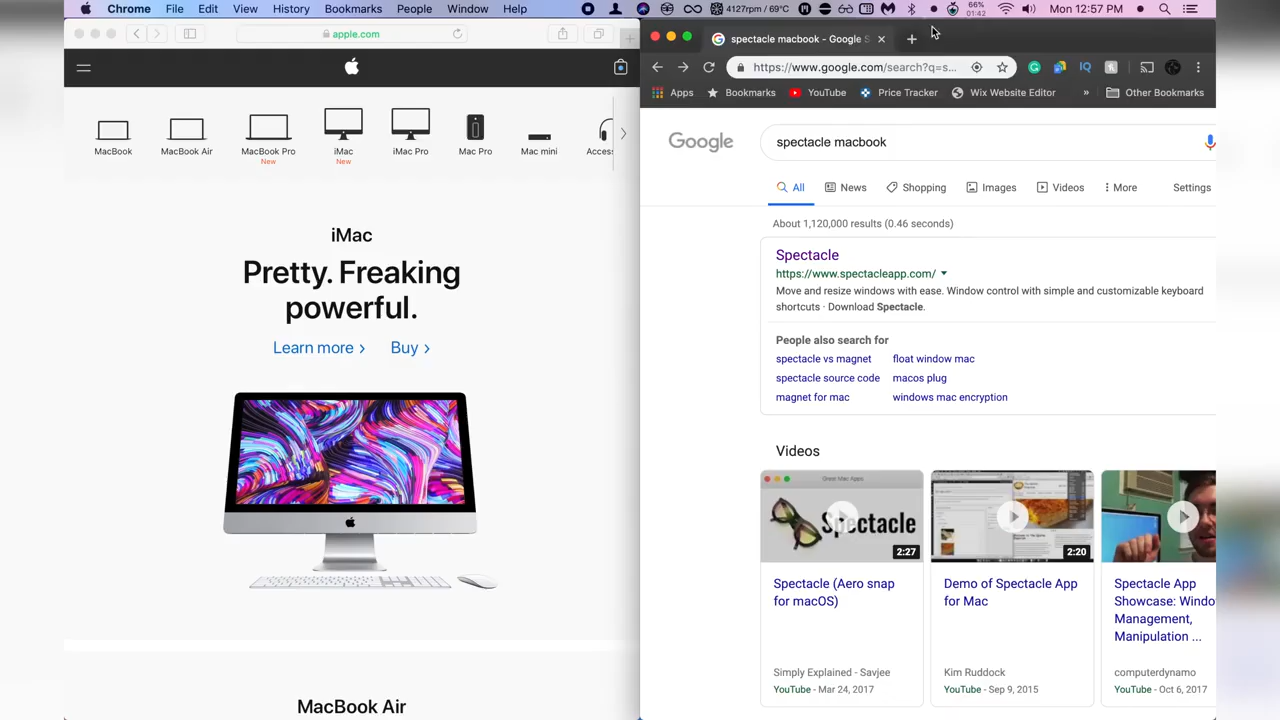 Chrome File Edit View History Bookmarks People Window Help
4127rpm / 69°C 66% 01:42 Mon 12:57 PM
apple.com
MacBook MacBook Air MacBook Pro iMac iMac Pro Mac Pro Mac mini Access
New New
iMac
Pretty. Freaking
powerful.
Learn more › Buy ›
MacBook Air
spectacle macbook - Google S
https://www.google.com/search?q=s...
IQ
Apps Bookmarks YouTube Price Tracker Wix Website Editor » Other Bookmarks
Google
spectacle macbook
All News Shopping Images Videos More Settings
About 1,120,000 results (0.46 seconds)
Spectacle
https://www.spectacleapp.com/
Move and resize windows with ease. Window control with simple and customizable keyboard
shortcuts · Download Spectacle.
People also search for
spectacle vs magnet float window mac
spectacle source code macos plug
magnet for mac windows mac encryption
Videos
Great Mac Apps
Spectacle
2:27
2:20
Spectacle (Aero snap
for macOS)
Simply Explained - Savjee
YouTube - Mar 24, 2017
Demo of Spectacle App
for Mac
Kim Ruddock
YouTube - Sep 9, 2015
Spectacle App
Showcase: Windo
Management,
Manipulation ...
computerdynamo
YouTube - Oct 6, 2017